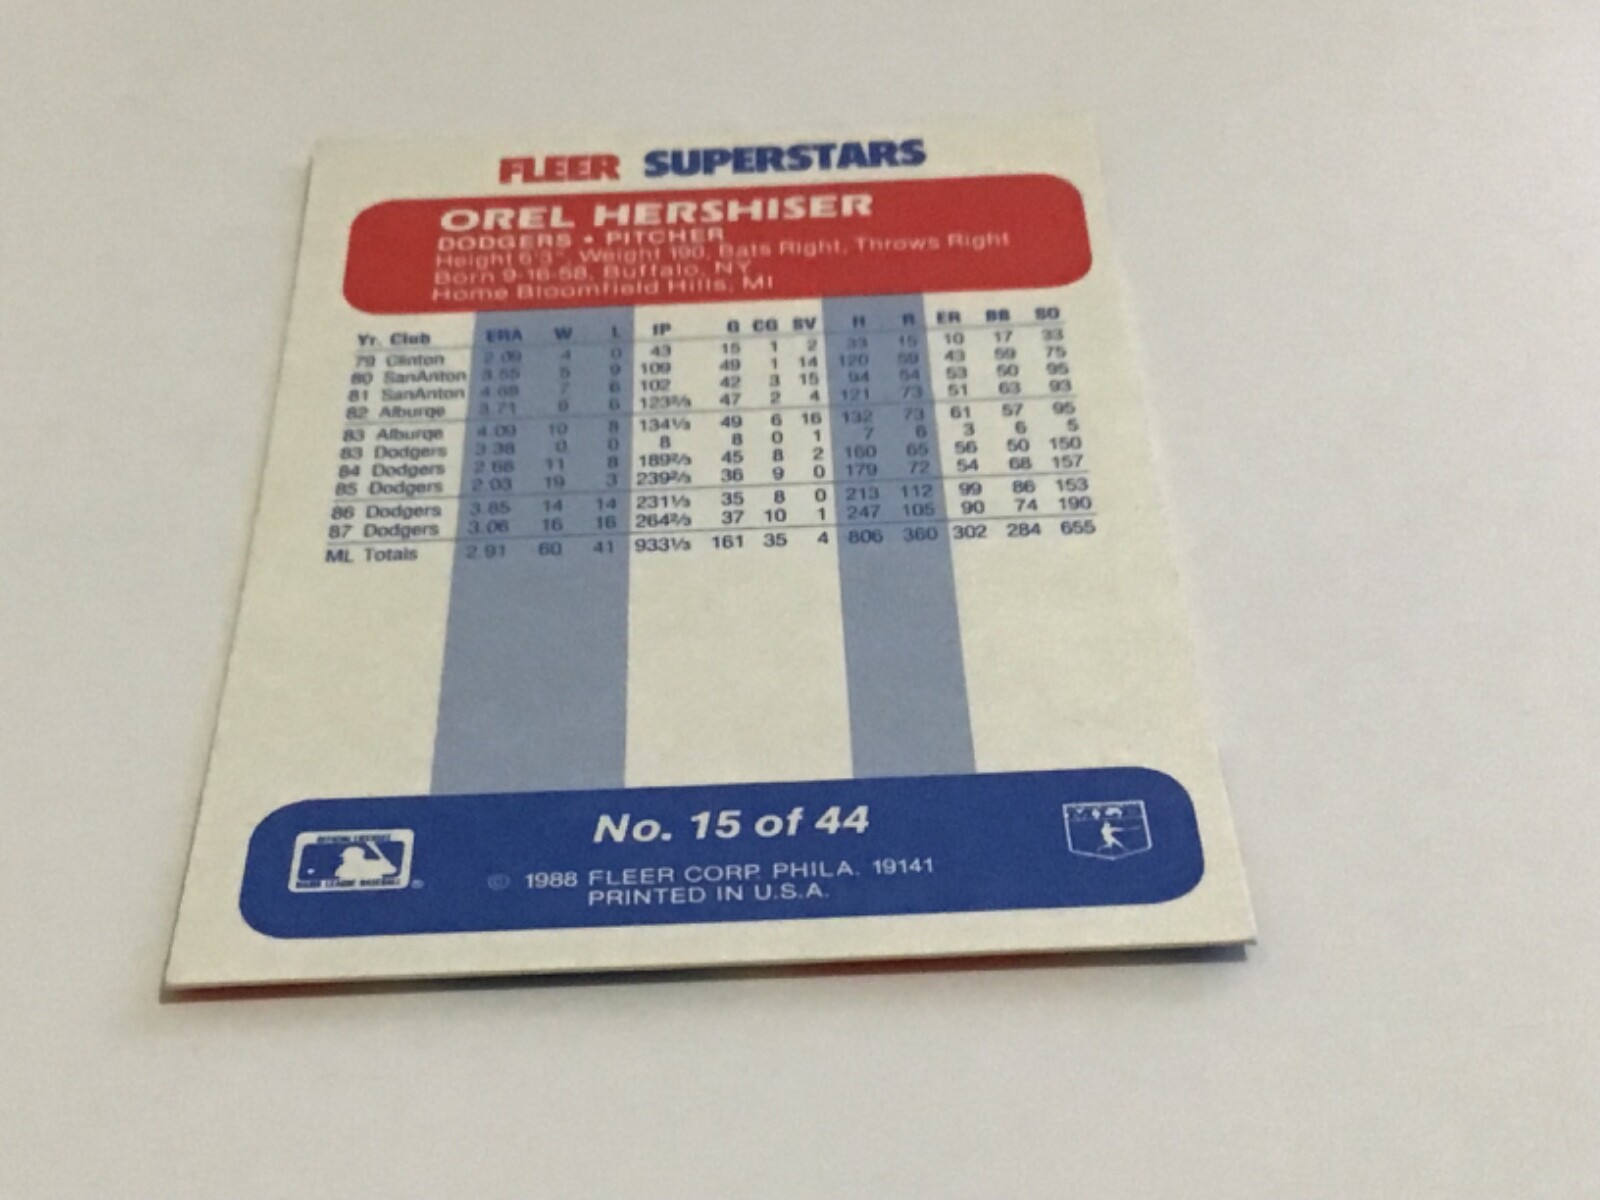 FLEER SUPERSTARS
OREL HERSHISER
DODGERS • PITCHER
Height 6'3", Weight 190, Bats Right, Throws Right
Born 9-16-58, Buffalo, NY
Home Bloomfield Hills, MI
Yr. Club ERA W L IP G CG SV H R ER BB SO
79 Clinton 2.09 4 0 43 15 1 2 33 15 10 17 33
80 SanAnton 3.55 5 9 109 49 1 14 120 59 43 59 75
81 SanAnton 4.68 7 6 102 42 3 15 94 54 53 50 95
82 Alburqe 3.71 9 6 123⅔ 47 2 4 121 73 51 63 93
83 Alburqe 4.09 10 8 134⅓ 49 6 16 132 73 61 57 95
83 Dodgers 3.38 0 0 8 8 0 1 7 6 3 6 5
84 Dodgers 2.66 11 8 189⅔ 45 8 2 160 65 56 50 150
85 Dodgers 2.03 19 3 239⅔ 36 9 0 179 72 54 68 157
86 Dodgers 3.85 14 14 231⅓ 35 8 0 213 112 99 86 153
87 Dodgers 3.06 16 16 264⅔ 37 10 1 247 105 90 74 190
ML Totals 2.91 60 41 933⅓ 161 35 4 806 360 302 284 655
No. 15 of 44
© 1988 FLEER CORP. PHILA. 19141
PRINTED IN U.S.A.